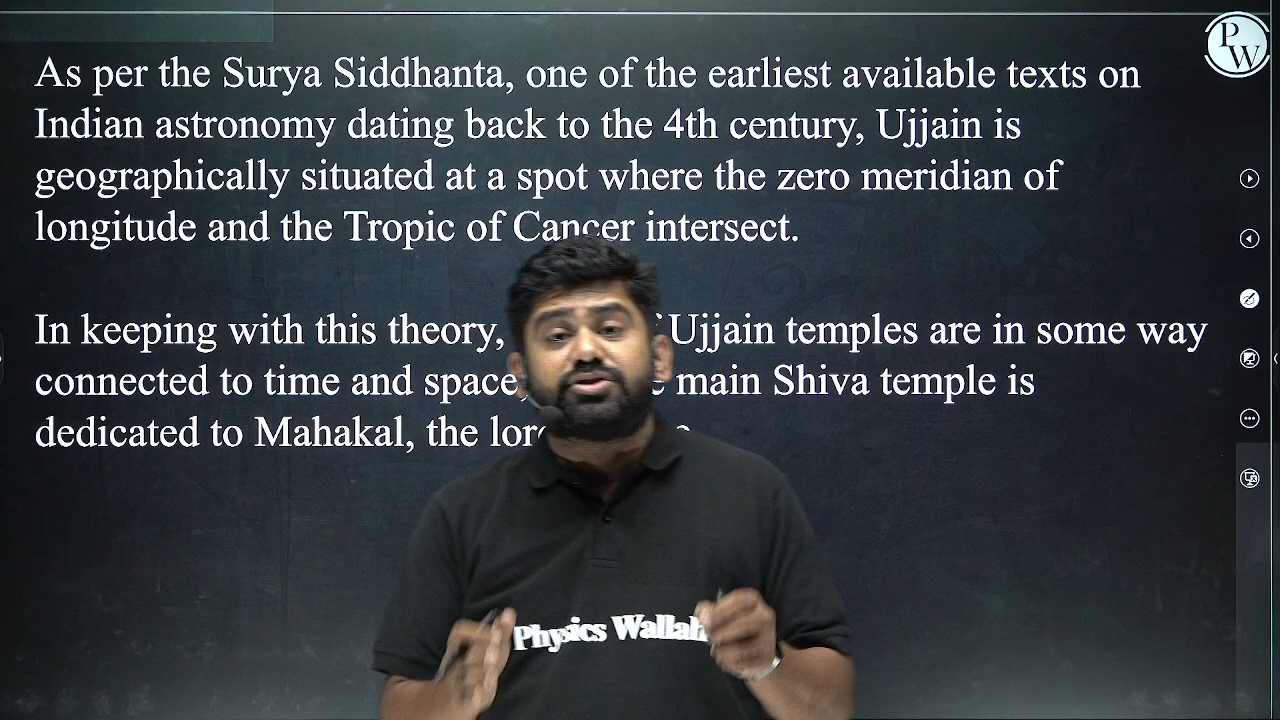 As per the Surya Siddhanta, one of the earliest available texts on
Indian astronomy dating back to the 4th century, Ujjain is
geographically situated at a spot where the zero meridian of
longitude and the Tropic of Cancer intersect.
In keeping with this theory, Ujjain temples are in some way
connected to time and space, main Shiva temple is
dedicated to Mahakal, the
Physics Wallah
PW